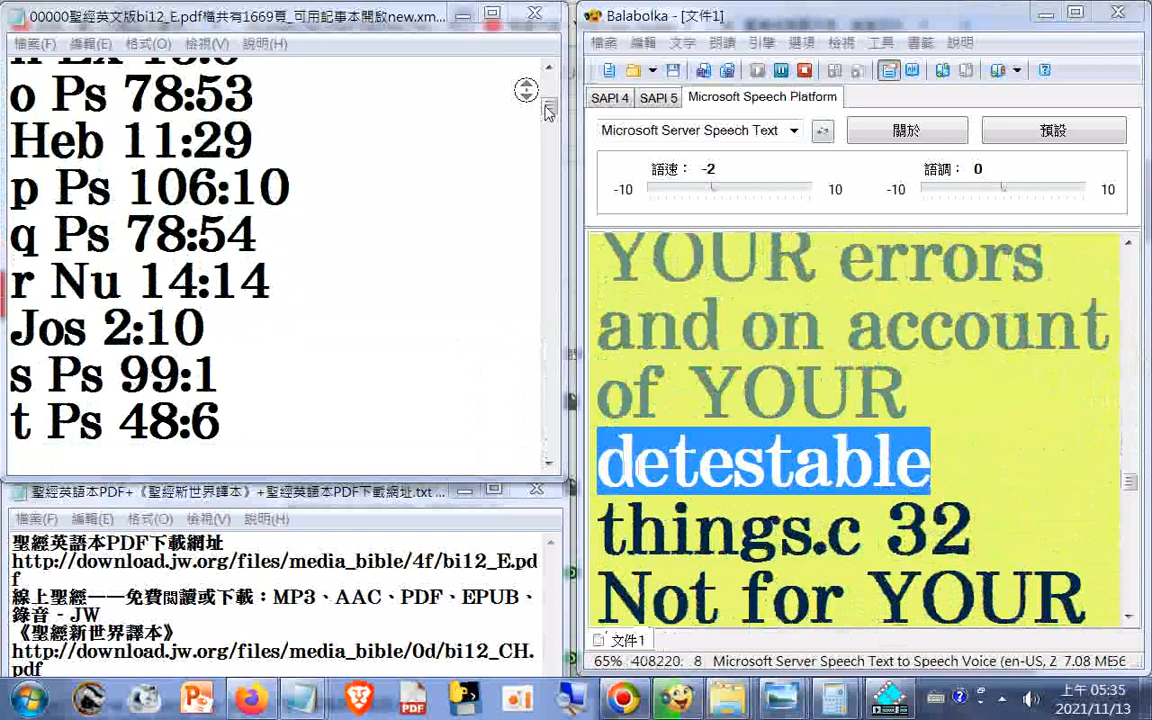 00000聖經英文版bi12_E.pdf檔共有1669頁_可用記事本開啟new.xm...
檔案(F) 編輯(E) 格式(O) 檢視(V) 說明(H)
o Ps 78:53
Heb 11:29
p Ps 106:10
q Ps 78:54
r Nu 14:14
Jos 2:10
s Ps 99:1
t Ps 48:6
聖經英語本PDF+《聖經新世界譯本》+聖經英語本PDF下載網址.txt ...
檔案(F) 編輯(E) 格式(O) 檢視(V) 說明(H)
聖經英語本PDF下載網址
http://download.jw.org/files/media_bible/4f/bi12_E.pd
f
線上聖經——免費閱讀或下載：MP3、AAC、PDF、EPUB、
錄音 - JW
《聖經新世界譯本》
http://download.jw.org/files/media_bible/0d/bi12_CH.
pdf
Balabolka - [文件1]
檔案 編輯 文字 朗讀 引擎 選項 檢視 工具 書籤 說明
SAPI 4 SAPI 5 Microsoft Speech Platform
Microsoft Server Speech Text 關於 預設
語速： -2 語調： 0
-10 10 -10 10
YOUR errors
and on account
of YOUR
detestable
things.c 32
Not for YOUR
文件1
65% 408220: 8 Microsoft Server Speech Text to Speech Voice (en-US, Z 7.08 ME56
上午 05:35
2021/11/13